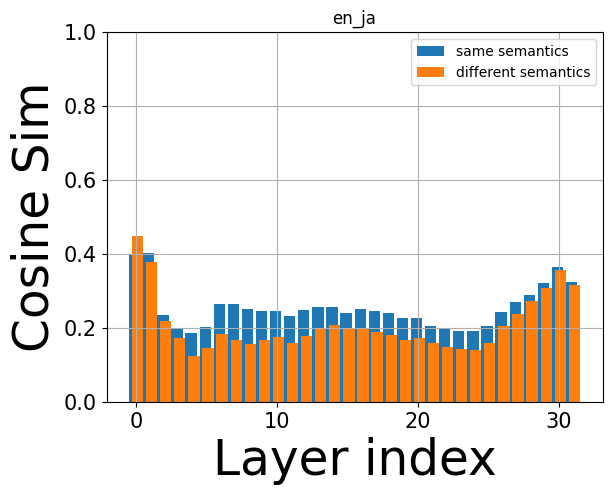 en_ja
same semantics
different semantics
Cosine Sim
1.0
0.8
0.6
0.4
0.2
0.0
0 10 20 30
Layer index